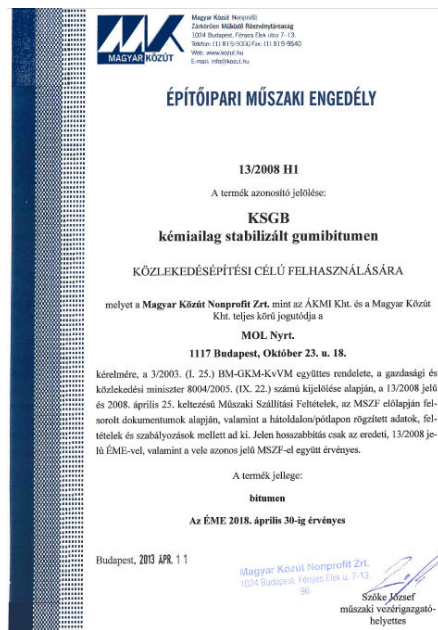 MAGYAR KÖZÚT
Magyar Közút Nonprofit
Zártkörűen Működő Részvénytársaság
1024 Budapest, Fényes Elek utca 7-13.
Telefon: (1) 819-9000 Fax: (1) 819-9540
Web: www.kozut.hu
E-mail: info@kozut.hu
ÉPÍTŐIPARI MŰSZAKI ENGEDÉLY
13/2008 H1
A termék azonosító jelölése:
KSGB
kémiailag stabilizált gumibitumen
KÖZLEKEDÉSÉPÍTÉSI CÉLÚ FELHASZNÁLÁSÁRA
melyet a Magyar Közút Nonprofit Zrt. mint az ÁKMI Kht. és a Magyar Közút
Kht. teljes körű jogutódja a
MOL Nyrt.
1117 Budapest, Október 23. u. 18.
kérelmére, a 3/2003. (I. 25.) BM-GKM-KvVM együttes rendelete, a gazdasági és
közlekedési miniszter 8004/2005. (IX. 22.) számú kijelölése alapján, a 13/2008 jelű
és 2008. április 25. keltezésű Műszaki Szállítási Feltételek, az MSZF előlapján fel-
sorolt dokumentumok alapján, valamint a hátoldalon/pótlapon rögzített adatok, fel-
tételek és szabályozások mellett ad ki. Jelen hosszabbítás csak az eredeti, 13/2008 je-
lű ÉME-vel, valamint a vele azonos jelű MSZF-el együtt érvényes.
A termék jellege:
bitumen
Az ÉME 2018. április 30-ig érvényes
Budapest, 2013 ÁPR. 11
Magyar Közút Nonprofit Zrt.
1024 Budapest, Fényes Elek u. 7-13.
96.
Szőke József
műszaki vezérigazgató-
helyettes